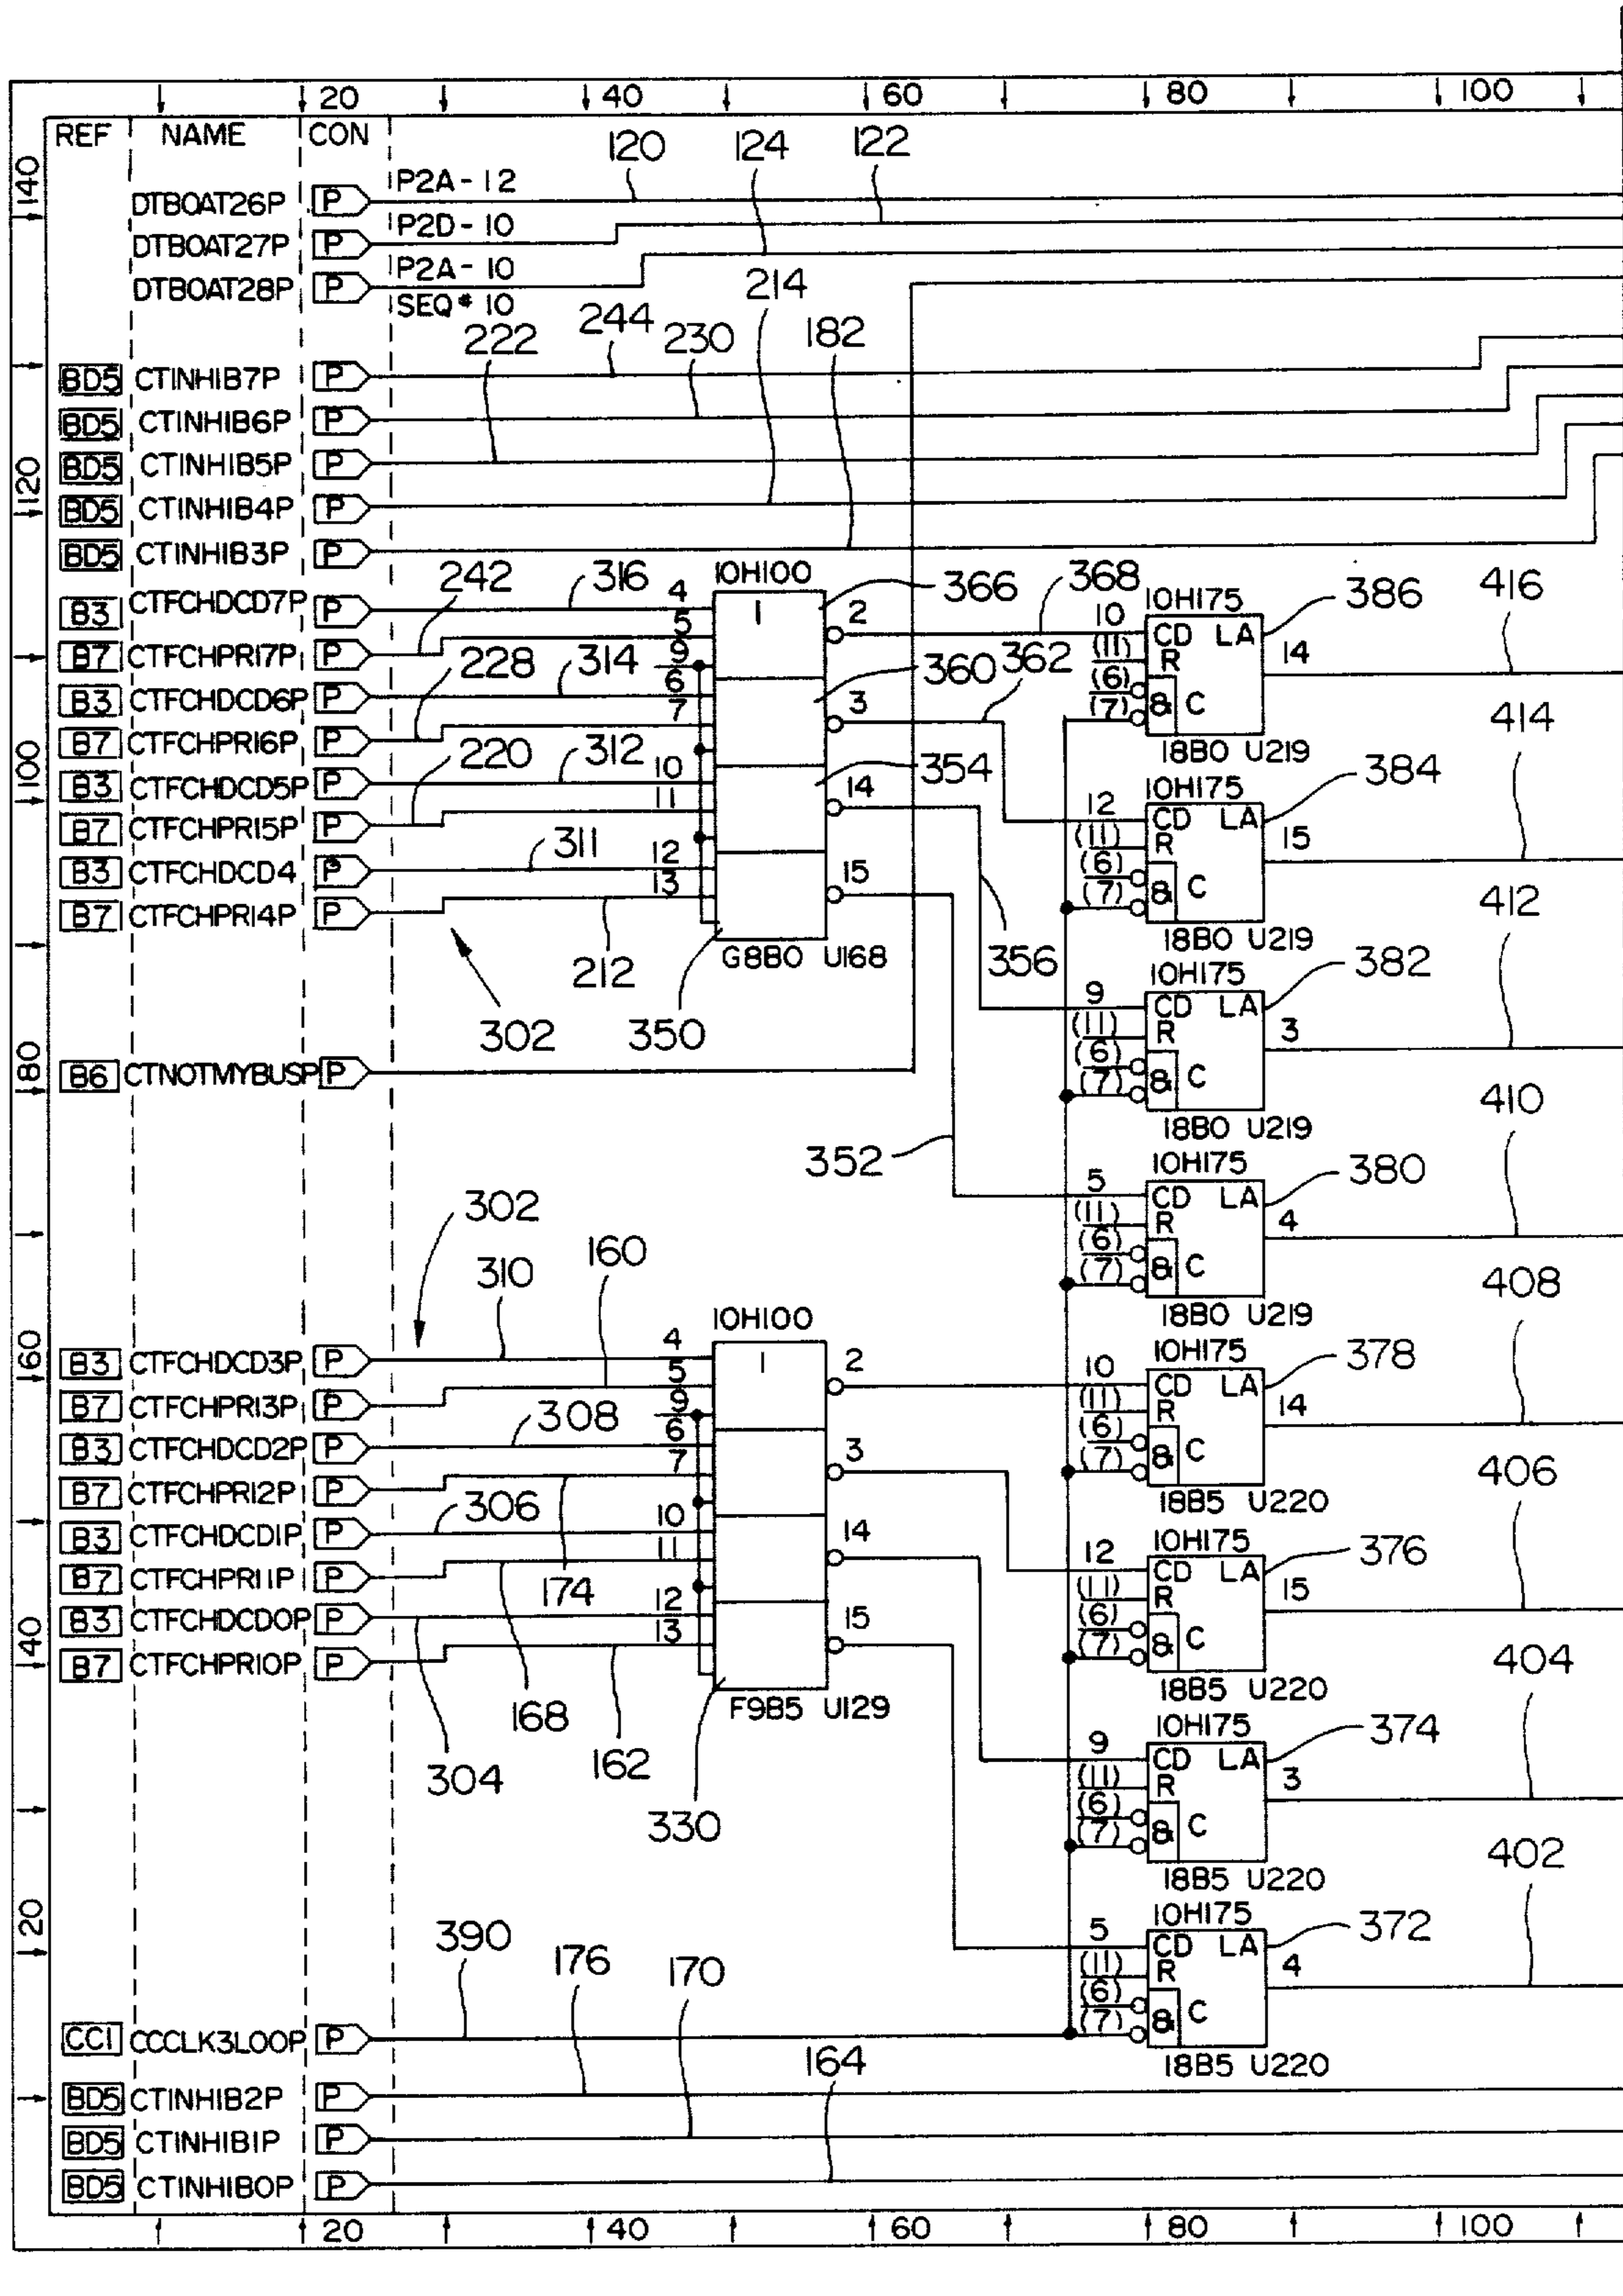 20 40 60 80 100
REF NAME CON
120 124 122
140
DTBOAT26P P P2A-12
DTBOAT27P P P2D-10
DTBOAT28P P P2A-10
SEQ# 10
214
222 244 230 182
BD5 CTINHIB7P P
BD5 CTINHIB6P P
BD5 CTINHIB5P P
120
BD5 CTINHIB4P P
BD5 CTINHIB3P P
B3 CTFCHDCD7P P 316 4 10H100 366
242 5 1 2 368 10H175 386 416
B7 CTFCHPRI7P P 9 10 CD LA 14
(11) R
(6)
(7) & C
18B0 U219
B3 CTFCHDCD6P P 228 314 6 360 3 362
B7 CTFCHPRI6P P 7
100
B3 CTFCHDCD5P P 220 312 10 354 14
B7 CTFCHPRI5P P 11
10H175 384 414
12 CD LA 15
(11) R
(6)
(7) & C
18B0 U219
B3 CTFCHDCD4 P 311 12 15
B7 CTFCHPRI4P P 13
212 G8B0 U168 356
302 350
10H175 382 412
9 CD LA 3
(11) R
(6)
(7) & C
18B0 U219
80
B6 CTNOTMYBUSP P
352
10H175 380 410
5 CD LA 4
(11) R
(6)
(7) & C
18B0 U219
302
310 160
10H100
160
B3 CTFCHDCD3P P 4 1 2
B7 CTFCHPRI3P P 5
9
10H175 378 408
10 CD LA 14
(11) R
(6)
(7) & C
18B5 U220
B3 CTFCHDCD2P P 308 6 3
B7 CTFCHPRI2P P 7
306
B3 CTFCHDCD1P P 10 14
B7 CTFCHPRI1P P 174 11
10H175 376 406
12 CD LA 15
(11) R
(6)
(7) & C
18B5 U220
B3 CTFCHDCD0P P 12 15
140
B7 CTFCHPRI0P P 13
168 F9B5 U129
304 162
330
10H175 374 404
9 CD LA 3
(11) R
(6)
(7) & C
18B5 U220
120
390 176 170
10H175 372 402
5 CD LA 4
(11) R
(6)
(7) & C
18B5 U220
CC1 CCCLK3LOOP P
164
BD5 CTINHIB2P P
BD5 CTINHIB1P P
BD5 CTINHIB0P P
20 40 60 80 100